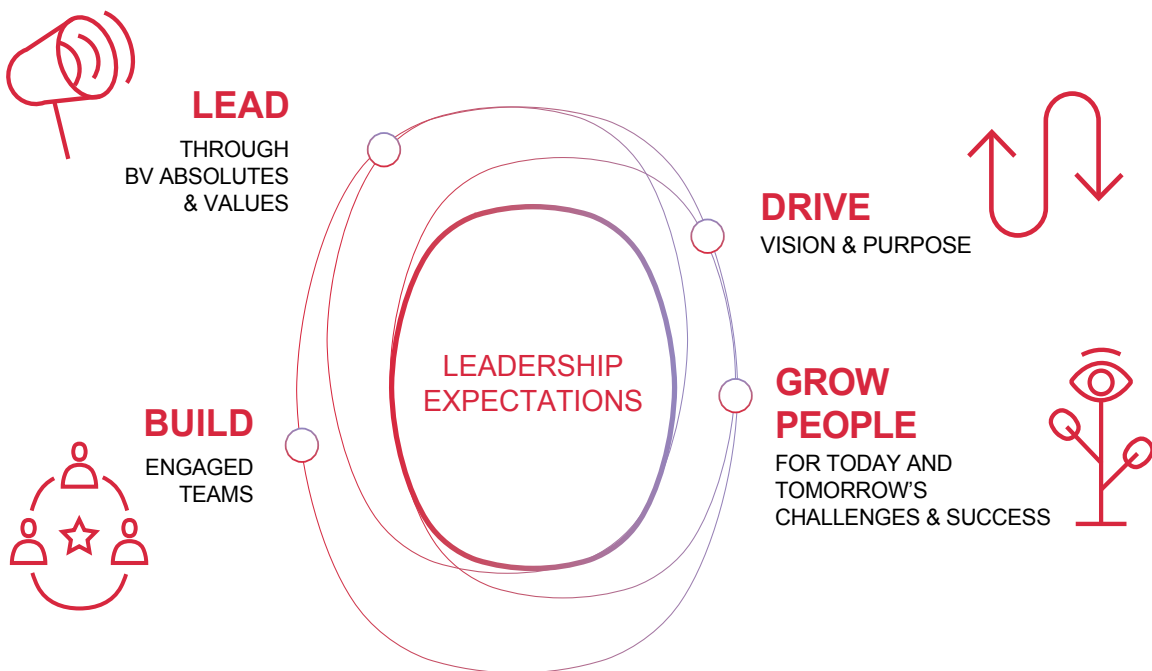 LEAD
THROUGH
BV ABSOLUTES
& VALUES
DRIVE
VISION & PURPOSE
LEADERSHIP
EXPECTATIONS
BUILD
ENGAGED
TEAMS
GROW
PEOPLE
FOR TODAY AND
TOMORROW’S
CHALLENGES & SUCCESS